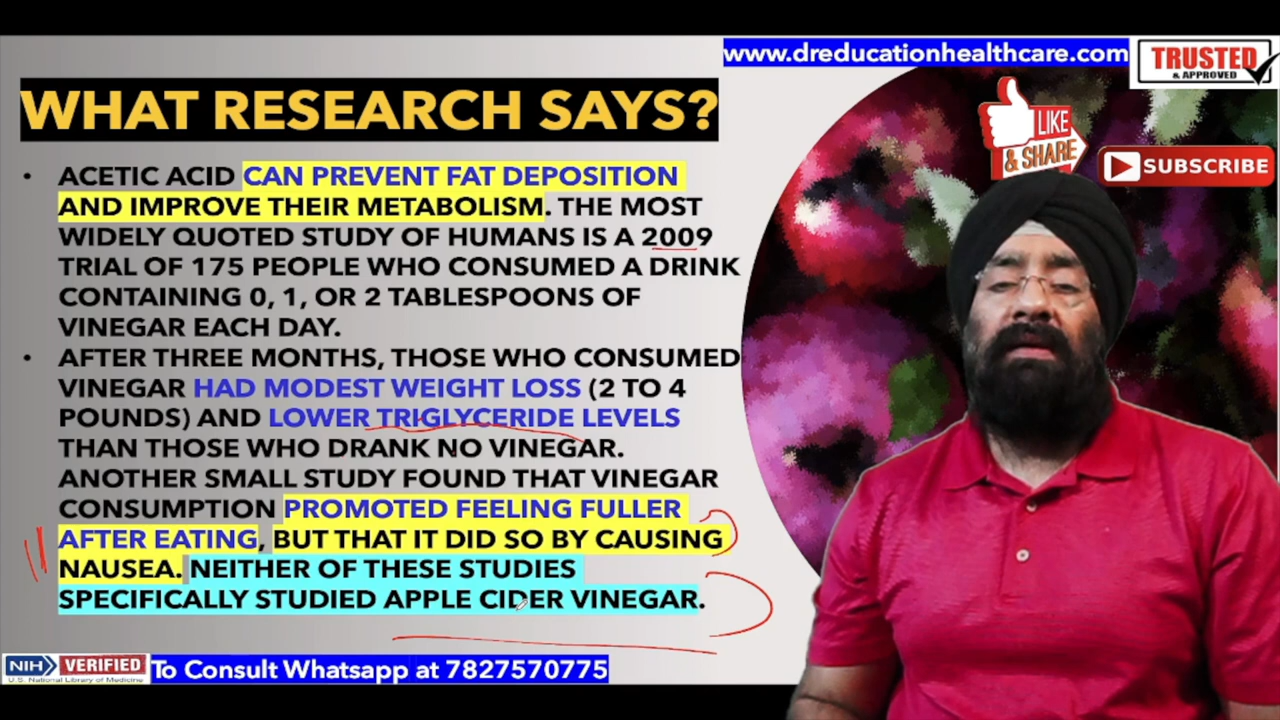 www.dreducationhealthcare.com
TRUSTED
& APPROVED
WHAT RESEARCH SAYS?
LIKE
& SHARE
SUBSCRIBE
• ACETIC ACID CAN PREVENT FAT DEPOSITION
AND IMPROVE THEIR METABOLISM. THE MOST
WIDELY QUOTED STUDY OF HUMANS IS A 2009
TRIAL OF 175 PEOPLE WHO CONSUMED A DRINK
CONTAINING 0, 1, OR 2 TABLESPOONS OF
VINEGAR EACH DAY.
• AFTER THREE MONTHS, THOSE WHO CONSUMED
VINEGAR HAD MODEST WEIGHT LOSS (2 TO 4
POUNDS) AND LOWER TRIGLYCERIDE LEVELS
THAN THOSE WHO DRANK NO VINEGAR.
ANOTHER SMALL STUDY FOUND THAT VINEGAR
CONSUMPTION PROMOTED FEELING FULLER
AFTER EATING, BUT THAT IT DID SO BY CAUSING
NAUSEA. NEITHER OF THESE STUDIES
SPECIFICALLY STUDIED APPLE CIDER VINEGAR.
NIH VERIFIED
U.S. National Library of Medicine
To Consult Whatsapp at 7827570775